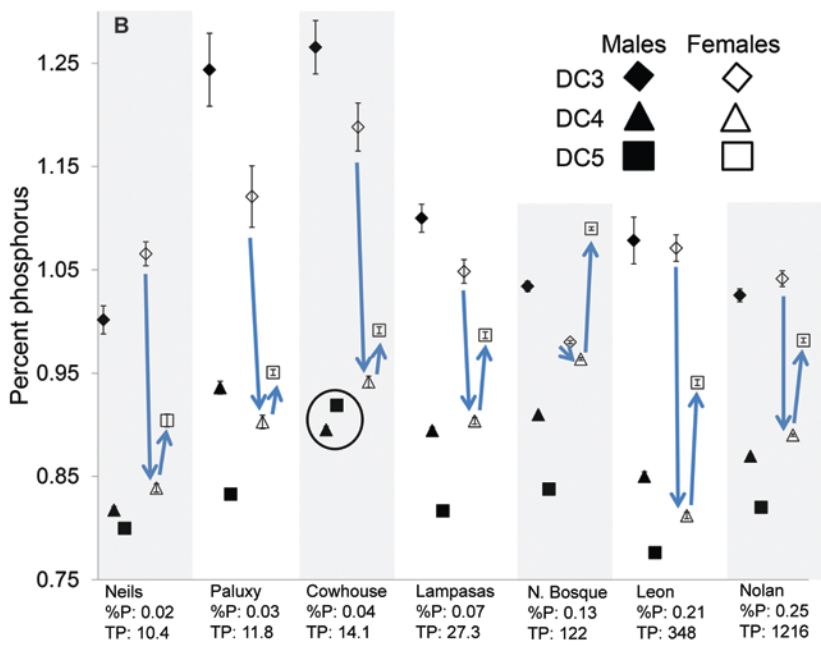 B
Males Females
DC3
DC4
DC5
Percent phosphorus
1.25
1.15
1.05
0.95
0.85
0.75
Neils Paluxy Cowhouse Lampasas N. Bosque Leon Nolan
%P: 0.02 %P: 0.03 %P: 0.04 %P: 0.07 %P: 0.13 %P: 0.21 %P: 0.25
TP: 10.4 TP: 11.8 TP: 14.1 TP: 27.3 TP: 122 TP: 348 TP: 1216